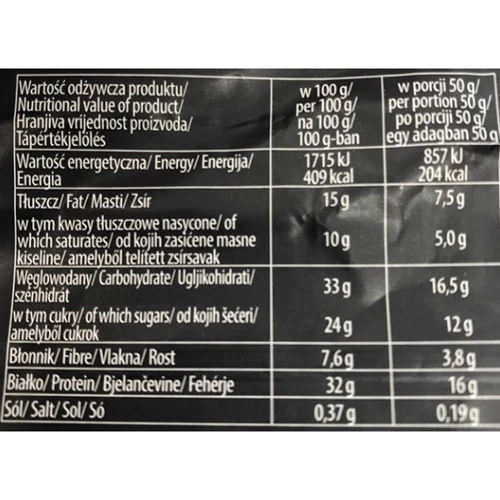 Wartość odżywcza produktu/
Nutritional value of product/
Hranjiva vrijednost proizvoda/
Tápértékjelölés
w 100 g/
per 100 g/
na 100 g/
100 g-ban
w porcji 50 g/
per portion 50 g/
po porciji 50 g/
egy adagban 50 g
Wartość energetyczna/ Energy/ Energija/
Energia
1715 kJ
409 kcal
857 kJ
204 kcal
Tłuszcz/ Fat/ Masti/ Zsír
15 g
7,5 g
w tym kwasy tłuszczowe nasycone/ of
which saturates/ od kojih zasićene masne
kiseline/ amelyből telített zsírsavak
10 g
5,0 g
Węglowodany/ Carbohydrate/ Ugljikohidrati/
szénhidrát
33 g
16,5 g
w tym cukry/ of which sugars/ od kojih šećeri/
amelyből cukrok
24 g
12 g
Błonnik/ Fibre/ Vlakna/ Rost
7,6 g
3,8 g
Białko/ Protein/ Bjelančevine/ Fehérje
32 g
16 g
Sól/ Salt/ Sol/ Só
0,37 g
0,19 g